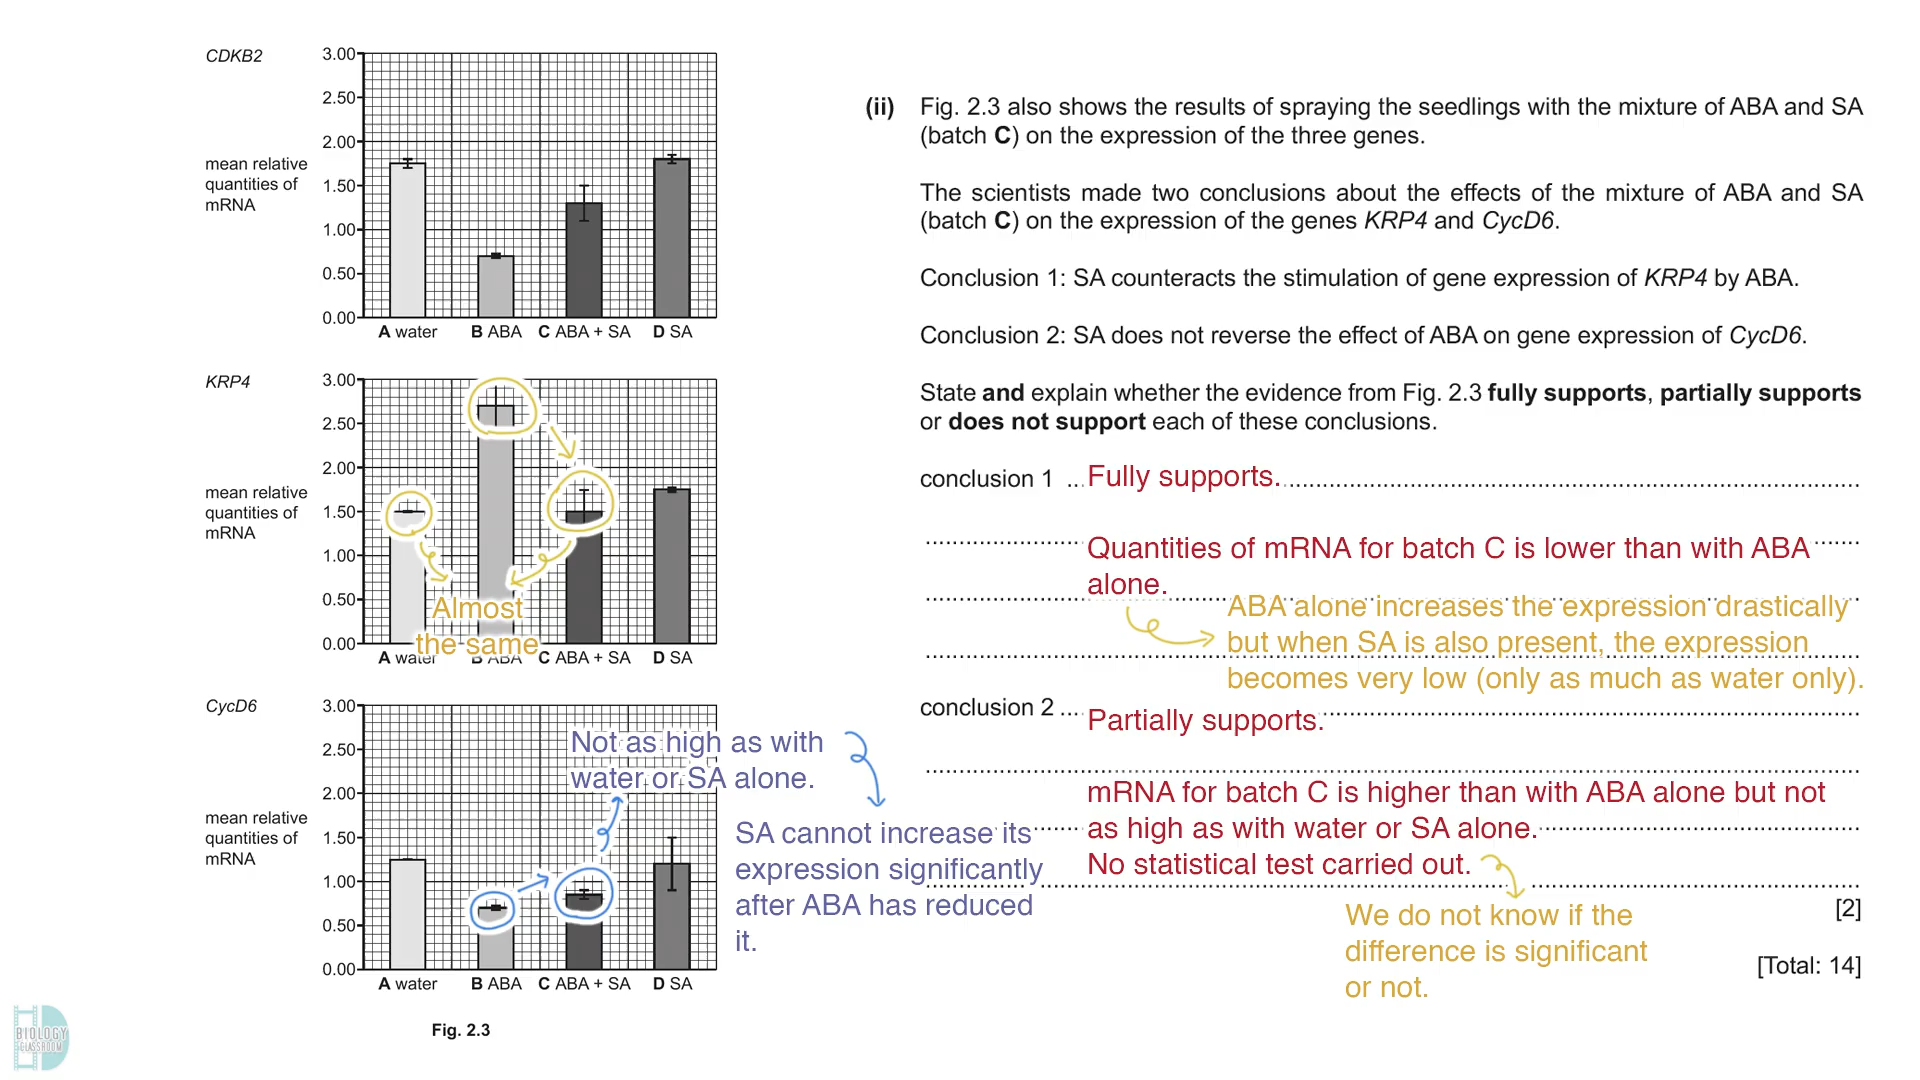 CDKB2
3.00
2.50
2.00
mean relative
quantities of
mRNA
1.50
1.00
0.50
0.00
A water B ABA C ABA + SA D SA
KRP4
3.00
2.50
2.00
mean relative
quantities of
mRNA
1.50
1.00
0.50
0.00
Almost
the same
A water B ABA C ABA + SA D SA
CycD6
3.00
2.50
2.00
mean relative
quantities of
mRNA
1.50
1.00
0.50
0.00
Not as high as with
water or SA alone.
SA cannot increase its
expression significantly
after ABA has reduced
it.
A water B ABA C ABA + SA D SA
Fig. 2.3
(ii) Fig. 2.3 also shows the results of spraying the seedlings with the mixture of ABA and SA
(batch C) on the expression of the three genes.
The scientists made two conclusions about the effects of the mixture of ABA and SA
(batch C) on the expression of the genes KRP4 and CycD6.
Conclusion 1: SA counteracts the stimulation of gene expression of KRP4 by ABA.
Conclusion 2: SA does not reverse the effect of ABA on gene expression of CycD6.
State and explain whether the evidence from Fig. 2.3 fully supports, partially supports
or does not support each of these conclusions.
conclusion 1 Fully supports.
Quantities of mRNA for batch C is lower than with ABA
alone.
ABA alone increases the expression drastically
but when SA is also present, the expression
becomes very low (only as much as water only).
conclusion 2 Partially supports.
mRNA for batch C is higher than with ABA alone but not
as high as with water or SA alone.
No statistical test carried out.
We do not know if the
difference is significant
or not.
[2]
[Total: 14]
BIOLOGY
CLASSROOM